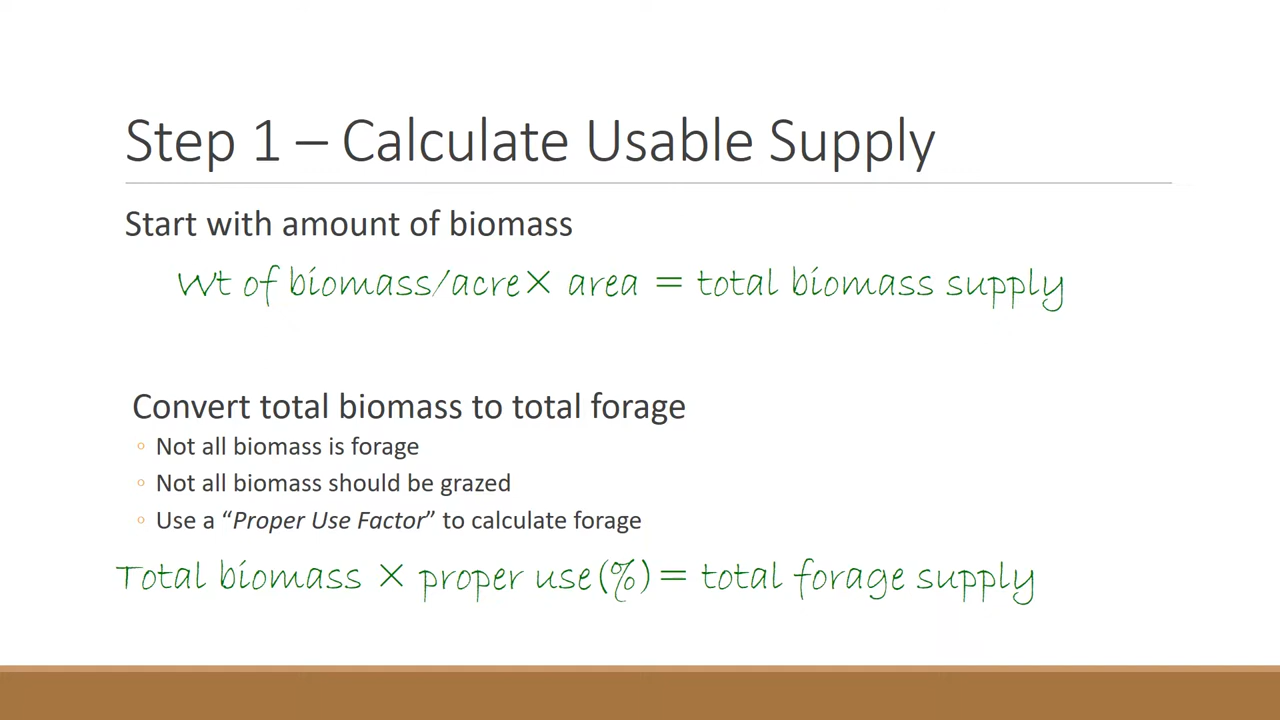 Step 1 – Calculate Usable Supply
Start with amount of biomass
Wt of biomass/acre× area = total biomass supply
Convert total biomass to total forage
◦ Not all biomass is forage
◦ Not all biomass should be grazed
◦ Use a “Proper Use Factor” to calculate forage
Total biomass × proper use(%)= total forage supply